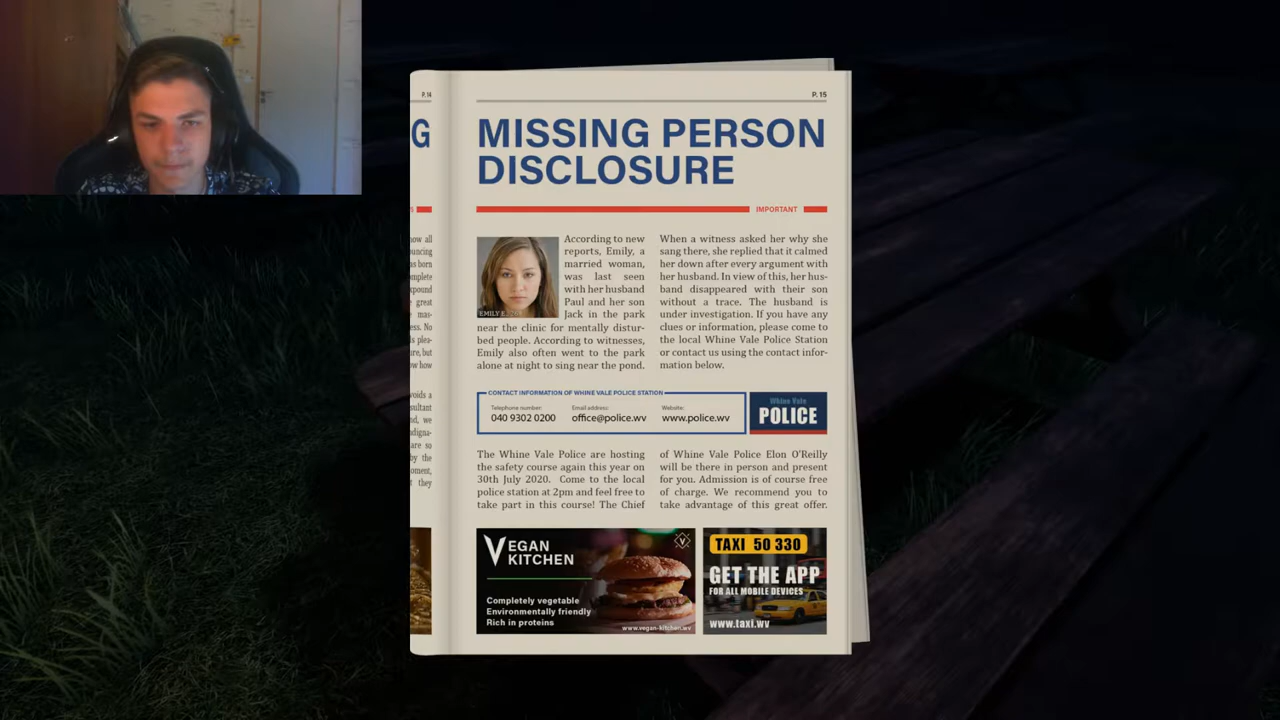 P. 14
P. 15
G
MISSING PERSON
DISCLOSURE
IMPORTANT
According to new
reports, Emily, a
married woman,
was last seen
with her husband
Paul and her son
Jack in the park
near the clinic for mentally distur-
bed people. According to witnesses,
Emily also often went to the park
alone at night to sing near the pond.
When a witness asked her why she
sang there, she replied that it calmed
her down after every argument with
her husband. In view of this, her hus-
band disappeared with their son
without a trace. The husband is
under investigation. If you have any
clues or information, please come to
the local Whine Vale Police Station
or contact us using the contact infor-
mation below.
CONTACT INFORMATION OF WHINE VALE POLICE STATION
Telephone number:
040 9302 0200
Email address:
office@police.wv
Website:
www.police.wv
Whine Vale
POLICE
The Whine Vale Police are hosting
the safety course again this year on
30th July 2020. Come to the local
police station at 2pm and feel free to
take part in this course! The Chief
of Whine Vale Police Elon O'Reilly
will be there in person and present
for you. Admission is of course free
of charge. We recommend you to
take advantage of this great offer.
VEGAN
KITCHEN
V
Completely vegetable
Environmentally friendly
Rich in proteins
www.vegan-kitchen.wv
TAXI 50 330
GET THE APP
FOR ALL MOBILE DEVICES
www.taxi.wv